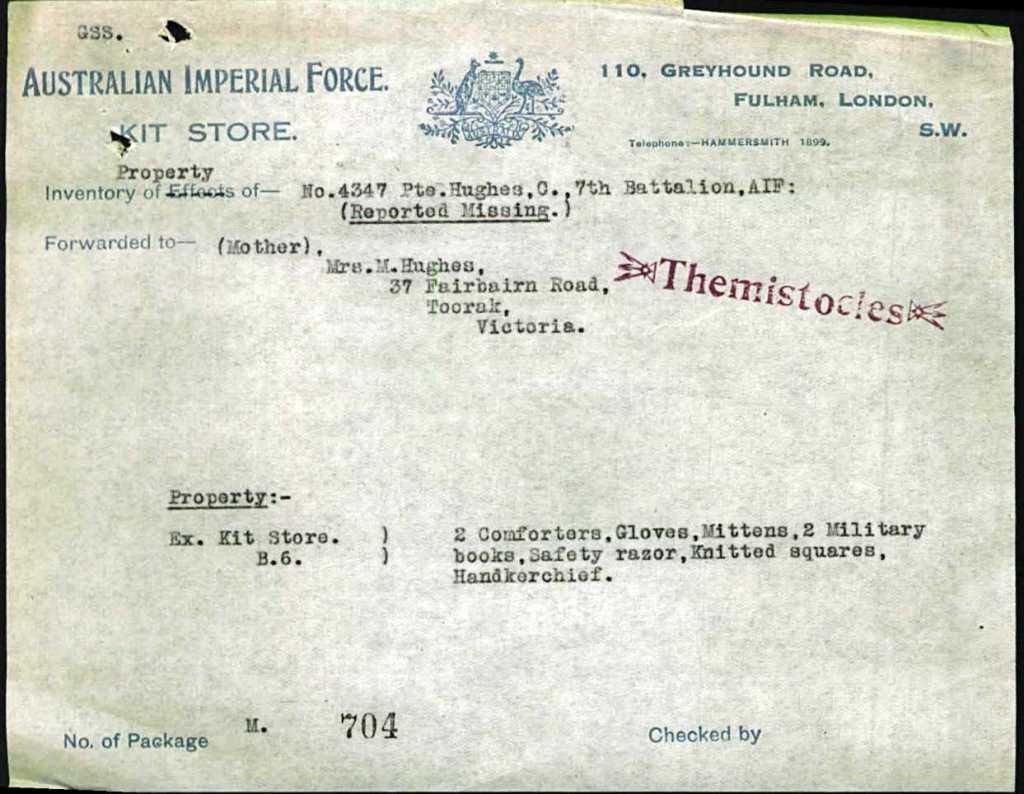 GSS.
AUSTRALIAN IMPERIAL FORCE.
KIT STORE.
110, GREYHOUND ROAD,
FULHAM, LONDON,
S.W.
Telephone:—HAMMERSMITH 1899.
Property
Inventory of Effects of— No.4347 Pte.Hughes,C.,7th Battalion,AIF:
(Reported Missing.)
Forwarded to— (Mother),
Mrs.M.Hughes,
37 Fairbairn Road,
Toorak,
Victoria.
Themistocles
Property:-
Ex. Kit Store. ) 2 Comforters,Gloves,Mittens,2 Military
B.6. ) books,Safety razor,Knitted squares,
Handkerchief.
No. of Package M. 704
Checked by